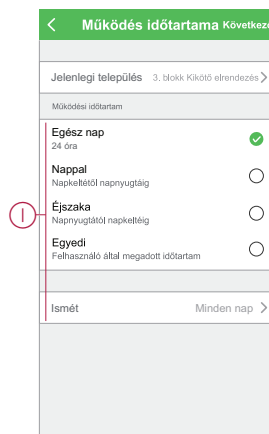 Működés időtartama Következő
Jelenlegi település 3. blokk Kikötő elrendezés
Működési időtartam
Egész nap
24 óra
Nappal
Napkeltétől napnyugtáig
I
Éjszaka
Napnyugtától napkeltéig
Egyedi
Felhasználó által megadott időtartam
Ismét Minden nap